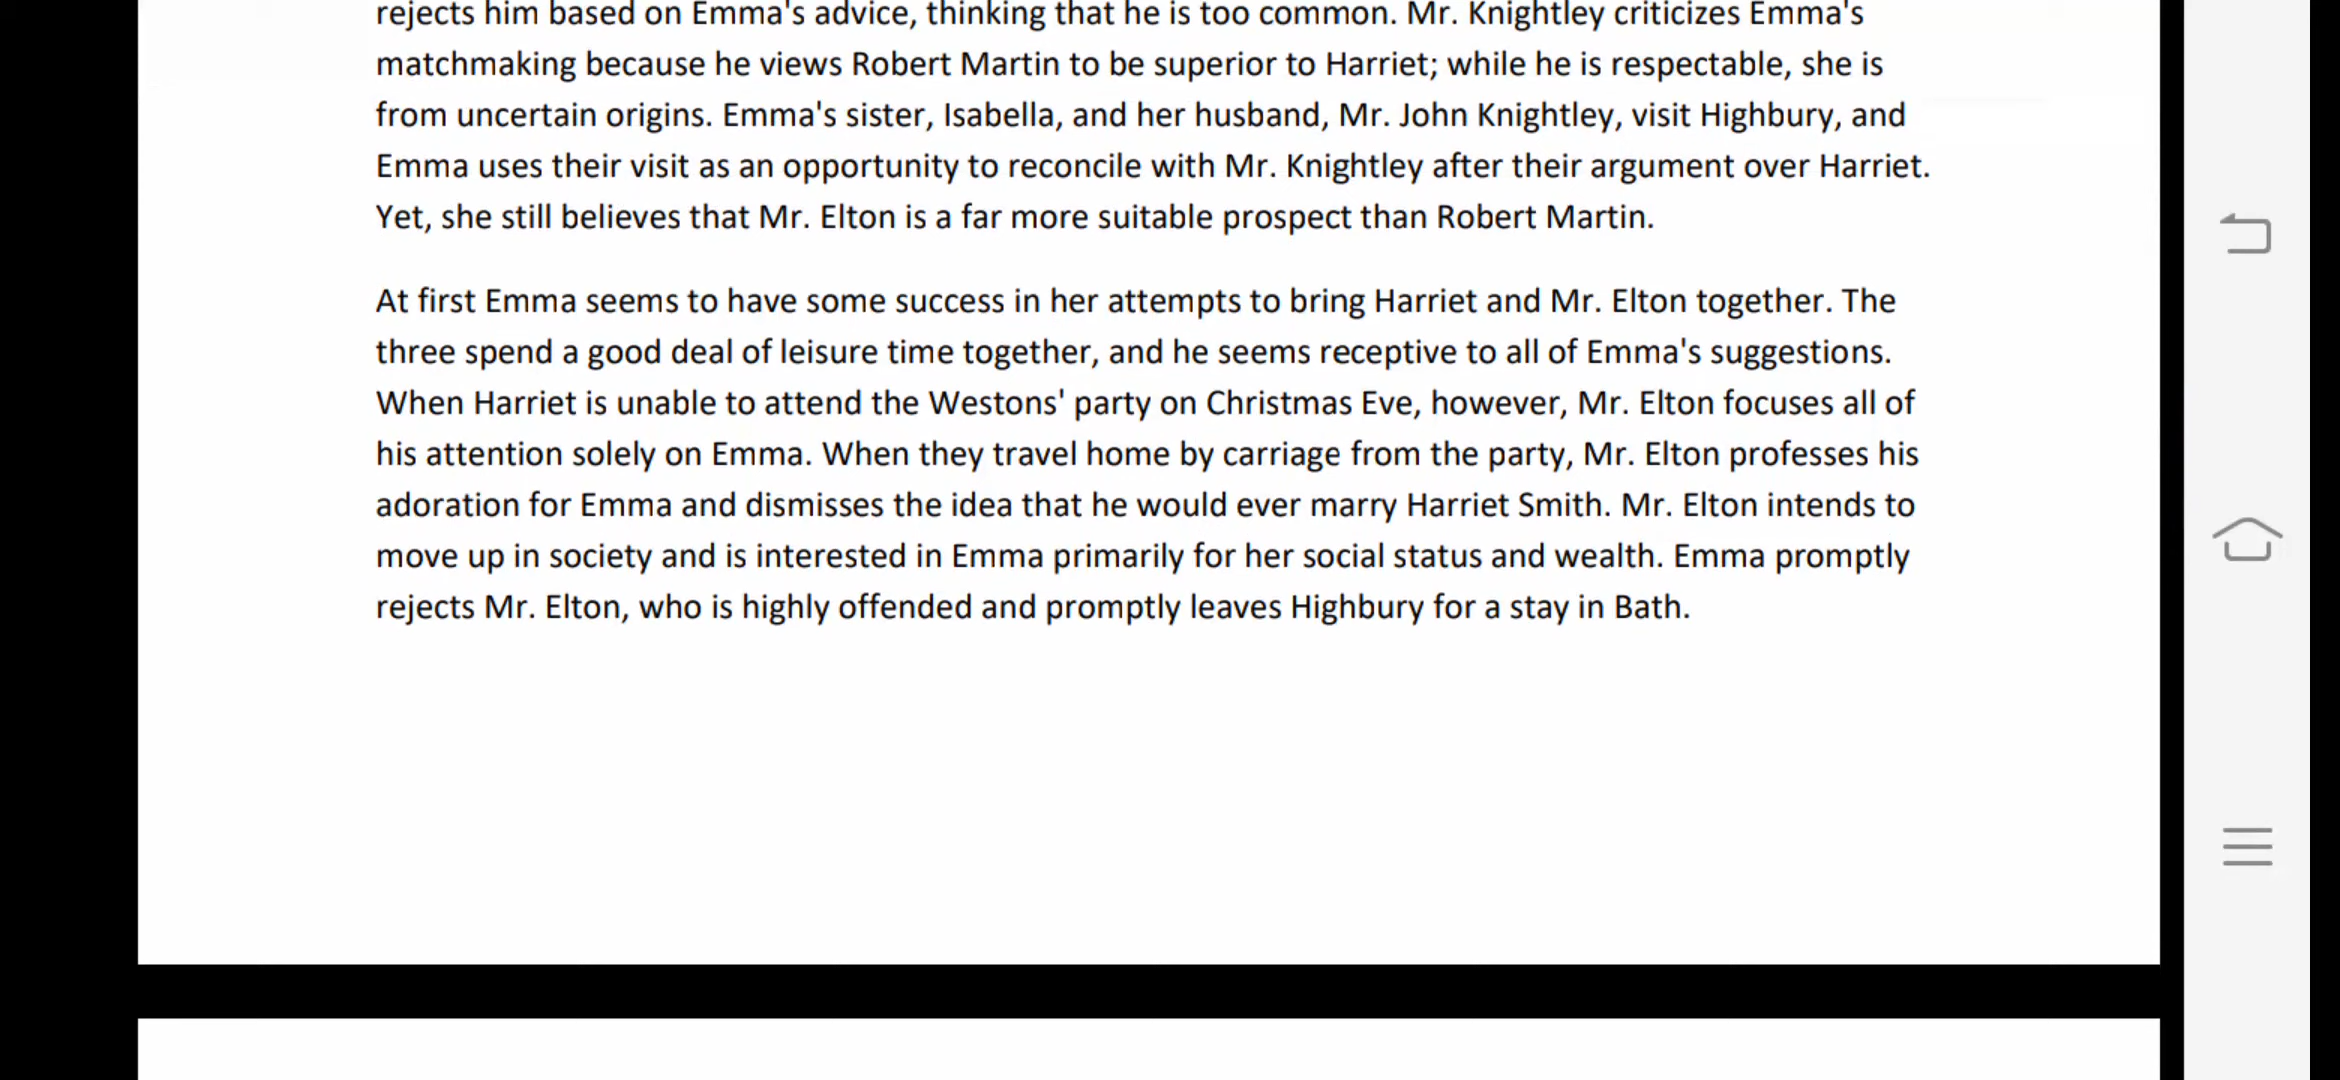 rejects him based on Emma's advice, thinking that he is too common. Mr. Knightley criticizes Emma's
matchmaking because he views Robert Martin to be superior to Harriet; while he is respectable, she is
from uncertain origins. Emma's sister, Isabella, and her husband, Mr. John Knightley, visit Highbury, and
Emma uses their visit as an opportunity to reconcile with Mr. Knightley after their argument over Harriet.
Yet, she still believes that Mr. Elton is a far more suitable prospect than Robert Martin.
At first Emma seems to have some success in her attempts to bring Harriet and Mr. Elton together. The
three spend a good deal of leisure time together, and he seems receptive to all of Emma's suggestions.
When Harriet is unable to attend the Westons' party on Christmas Eve, however, Mr. Elton focuses all of
his attention solely on Emma. When they travel home by carriage from the party, Mr. Elton professes his
adoration for Emma and dismisses the idea that he would ever marry Harriet Smith. Mr. Elton intends to
move up in society and is interested in Emma primarily for her social status and wealth. Emma promptly
rejects Mr. Elton, who is highly offended and promptly leaves Highbury for a stay in Bath.